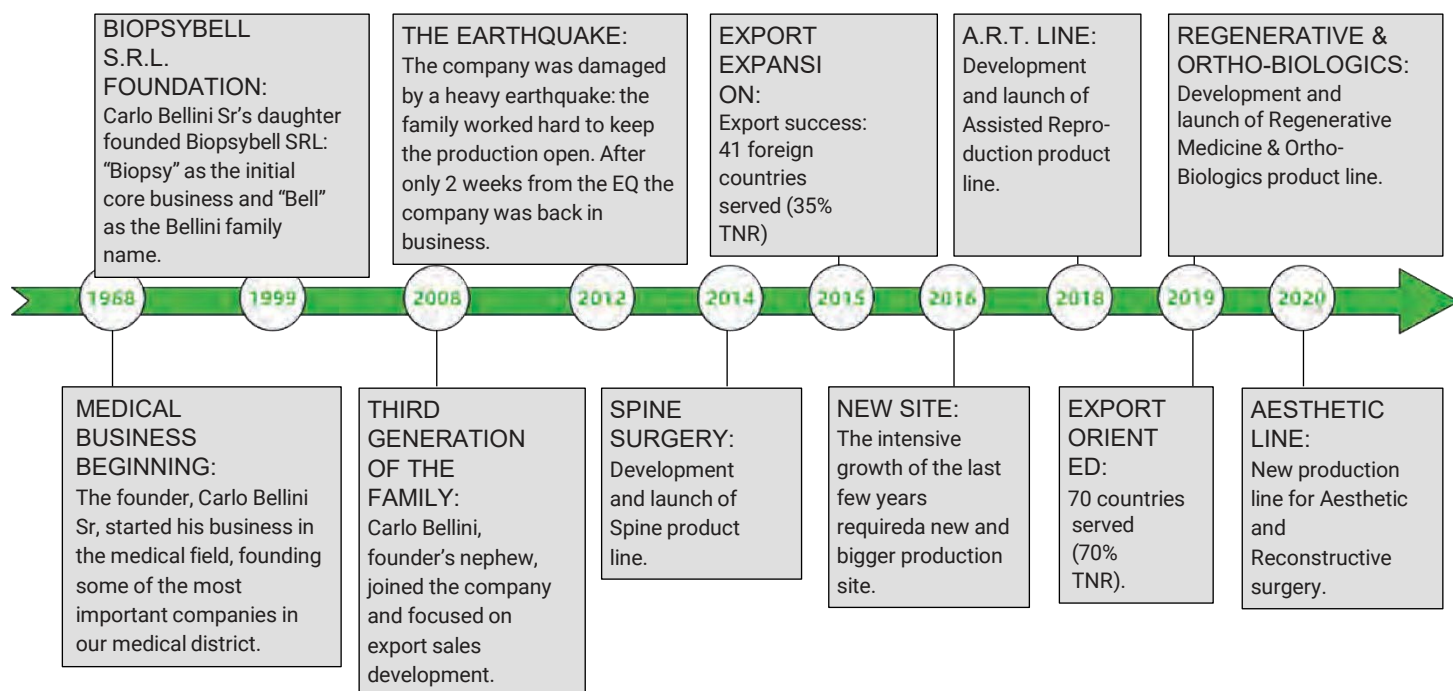 BIOPSYBELL
S.R.L.
FOUNDATION:
Carlo Bellini Sr’s daughter
founded Biopsybell SRL:
“Biopsy” as the initial
core business and “Bell”
as the Bellini family
name.
THE EARTHQUAKE:
The company was damaged
by a heavy earthquake: the
family worked hard to keep
the production open. After
only 2 weeks from the EQ the
company was back in
business.
EXPORT
EXPANSI
ON:
Export success:
41 foreign
countries
served (35%
TNR)
A.R.T. LINE:
Development
and launch of
Assisted Repro-
duction product
line.
REGENERATIVE &
ORTHO-BIOLOGICS:
Development and
launch of Regenerative
Medicine & Ortho-
Biologics product line.
1968
1999
2008
2012
2014
2015
2016
2018
2019
2020
MEDICAL
BUSINESS
BEGINNING:
The founder, Carlo Bellini
Sr, started his business in
the medical field, founding
some of the most
important companies in
our medical district.
THIRD
GENERATION
OF THE
FAMILY:
Carlo Bellini,
founder’s nephew,
joined the company
and focused on
export sales
development.
SPINE
SURGERY:
Development
and launch of
Spine product
line.
NEW SITE:
The intensive
growth of the last
few years
requireda new and
bigger production
site.
EXPORT
ORIENT
ED:
70 countries
served
(70%
TNR).
AESTHETIC
LINE:
New production
line for Aesthetic
and
Reconstructive
surgery.